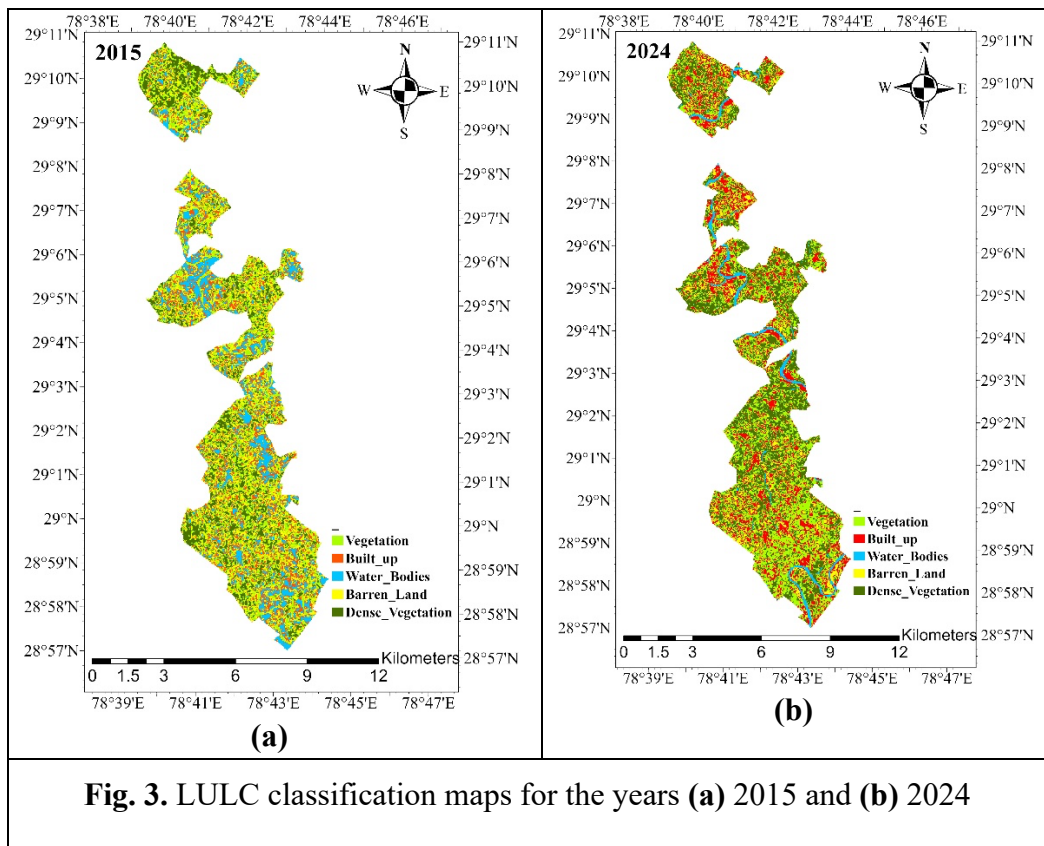 78°38'E 78°40'E 78°42'E 78°44'E 78°46'E
2015
N
W E
S
29°11'N 29°11'N
29°10'N 29°10'N
29°9'N 29°9'N
29°8'N 29°8'N
29°7'N 29°7'N
29°6'N 29°6'N
29°5'N 29°5'N
29°4'N 29°4'N
29°3'N 29°3'N
29°2'N 29°2'N
29°1'N 29°1'N
29°N 29°N
28°59'N 28°59'N
28°58'N 28°58'N
28°57'N 28°57'N
Vegetation
Built_up
Water_Bodies
Barren_Land
Dense_Vegetation
Kilometers
0 1.5 3 6 9 12
78°39'E 78°41'E 78°43'E 78°45'E 78°47'E
(a)
78°38'E 78°40'E 78°42'E 78°44'E 78°46'E
2024
N
W E
S
29°11'N 29°11'N
29°10'N 29°10'N
29°9'N 29°9'N
29°8'N 29°8'N
29°7'N 29°7'N
29°6'N 29°6'N
29°5'N 29°5'N
29°4'N 29°4'N
29°3'N 29°3'N
29°2'N 29°2'N
29°1'N 29°1'N
29°N 29°N
28°59'N 28°59'N
28°58'N 28°58'N
28°57'N 28°57'N
Vegetation
Built_up
Water_Bodies
Barren_Land
Dense_Vegetation
Kilometers
0 1.5 3 6 9 12
78°39'E 78°41'E 78°43'E 78°45'E 78°47'E
(b)
Fig. 3. LULC classification maps for the years (a) 2015 and (b) 2024